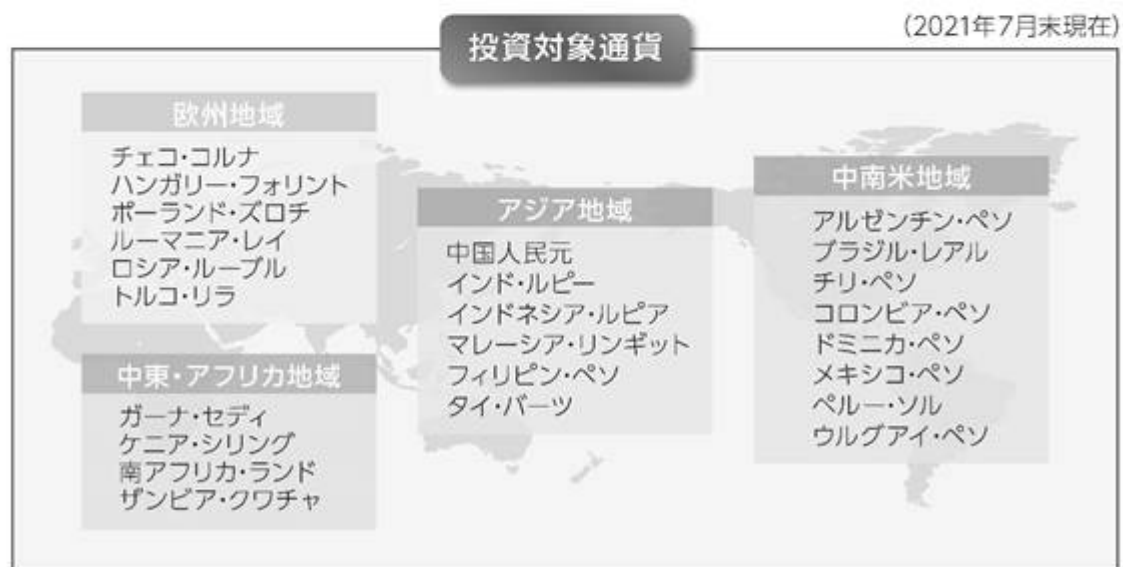 (2021年7月末現在)
投資対象通貨
欧州地域
チェコ・コルナ
ハンガリー・フォリント
ポーランド・ズロチ
ルーマニア・レイ
ロシア・ルーブル
トルコ・リラ
中東・アフリカ地域
ガーナ・セディ
ケニア・シリング
南アフリカ・ランド
ザンビア・クワチャ
アジア地域
中国人民元
インド・ルピー
インドネシア・ルピア
マレーシア・リンギット
フィリピン・ペソ
タイ・バーツ
中南米地域
アルゼンチン・ペソ
ブラジル・レアル
チリ・ペソ
コロンビア・ペソ
ドミニカ・ペソ
メキシコ・ペソ
ペルー・ソル
ウルグアイ・ペソ